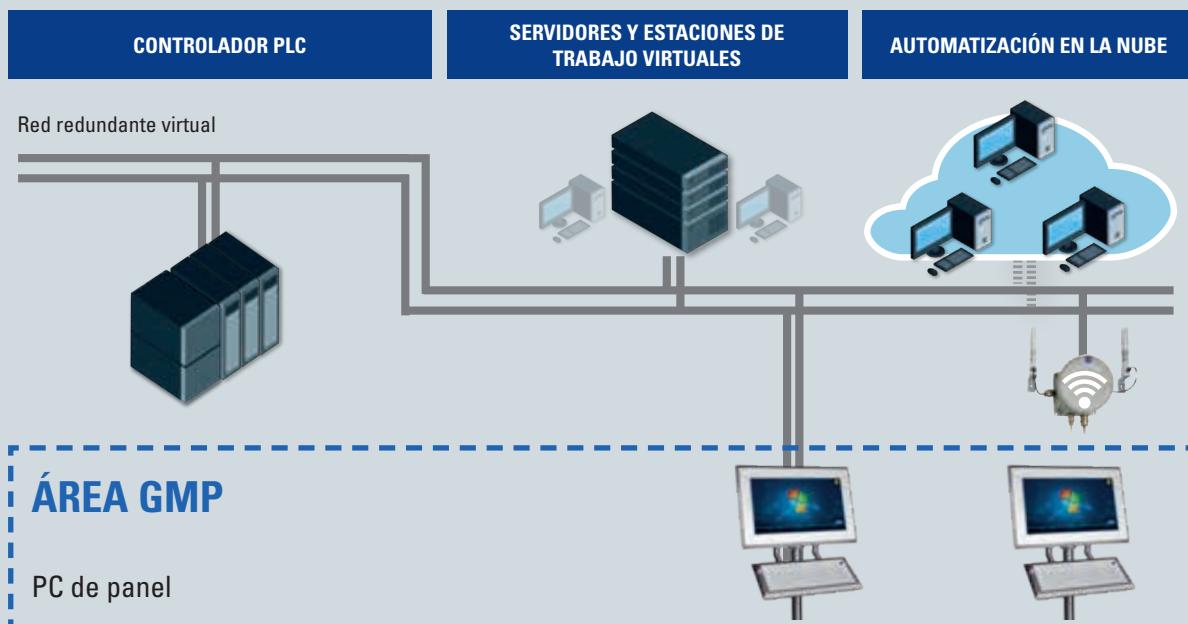 CONTROLADOR PLC
SERVIDORES Y ESTACIONES DE
TRABAJO VIRTUALES
AUTOMATIZACIÓN EN LA NUBE
Red redundante virtual
ÁREA GMP
PC de panel